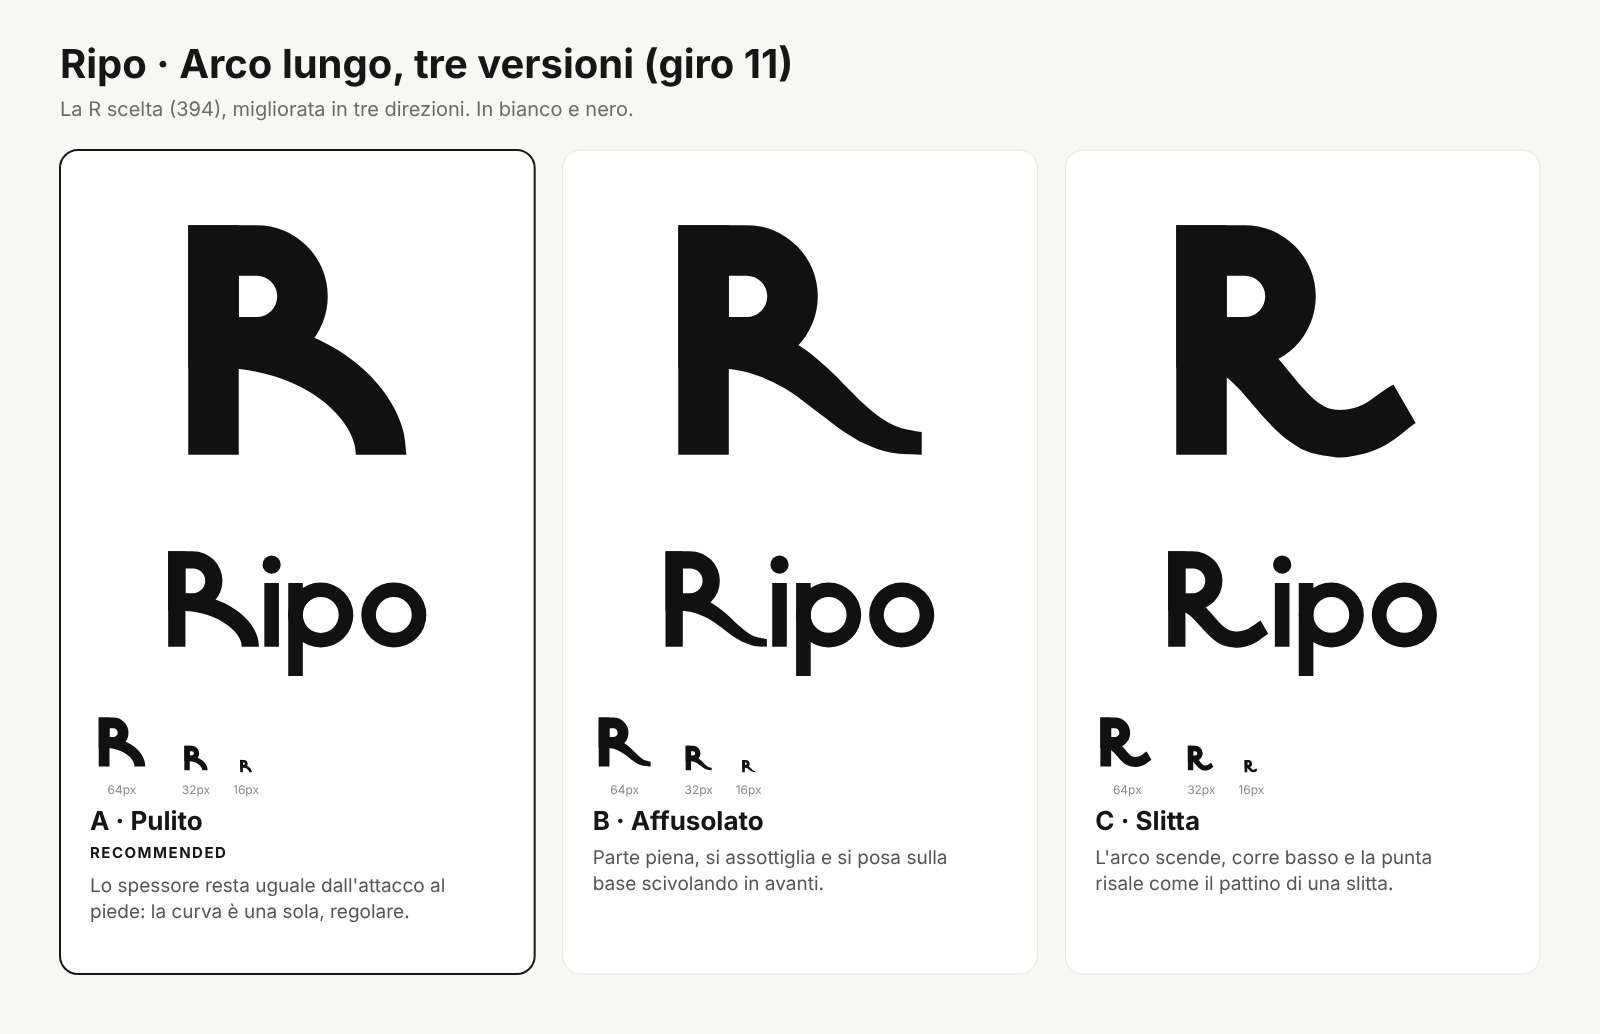 Ripo · Arco lungo, tre versioni (giro 11)
La R scelta (394), migliorata in tre direzioni. In bianco e nero.
R
Ripo
R R R
64px 32px 16px
A · Pulito
RECOMMENDED
Lo spessore resta uguale dall'attacco al
piede: la curva è una sola, regolare.
R
Ripo
R R R
64px 32px 16px
B · Affusolato
Parte piena, si assottiglia e si posa sulla
base scivolando in avanti.
R
Ripo
R R R
64px 32px 16px
C · Slitta
L'arco scende, corre basso e la punta
risale come il pattino di una slitta.